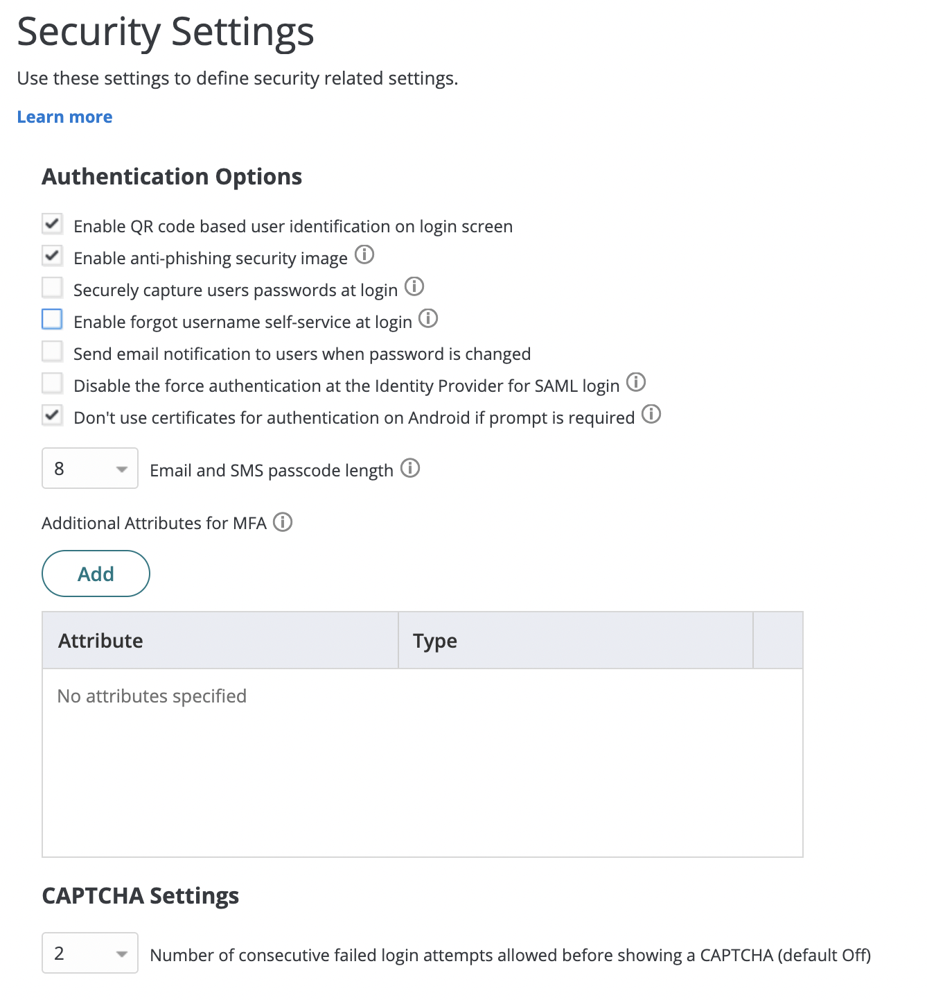 Security Settings
Use these settings to define security related settings.
Learn more
Authentication Options
Enable QR code based user identification on login screen
Enable anti-phishing security image
Securely capture users passwords at login
Enable forgot username self-service at login
Send email notification to users when password is changed
Disable the force authentication at the Identity Provider for SAML login
Don't use certificates for authentication on Android if prompt is required
8 Email and SMS passcode length
Additional Attributes for MFA
Add
Attribute Type
No attributes specified
CAPTCHA Settings
2 Number of consecutive failed login attempts allowed before showing a CAPTCHA (default Off)